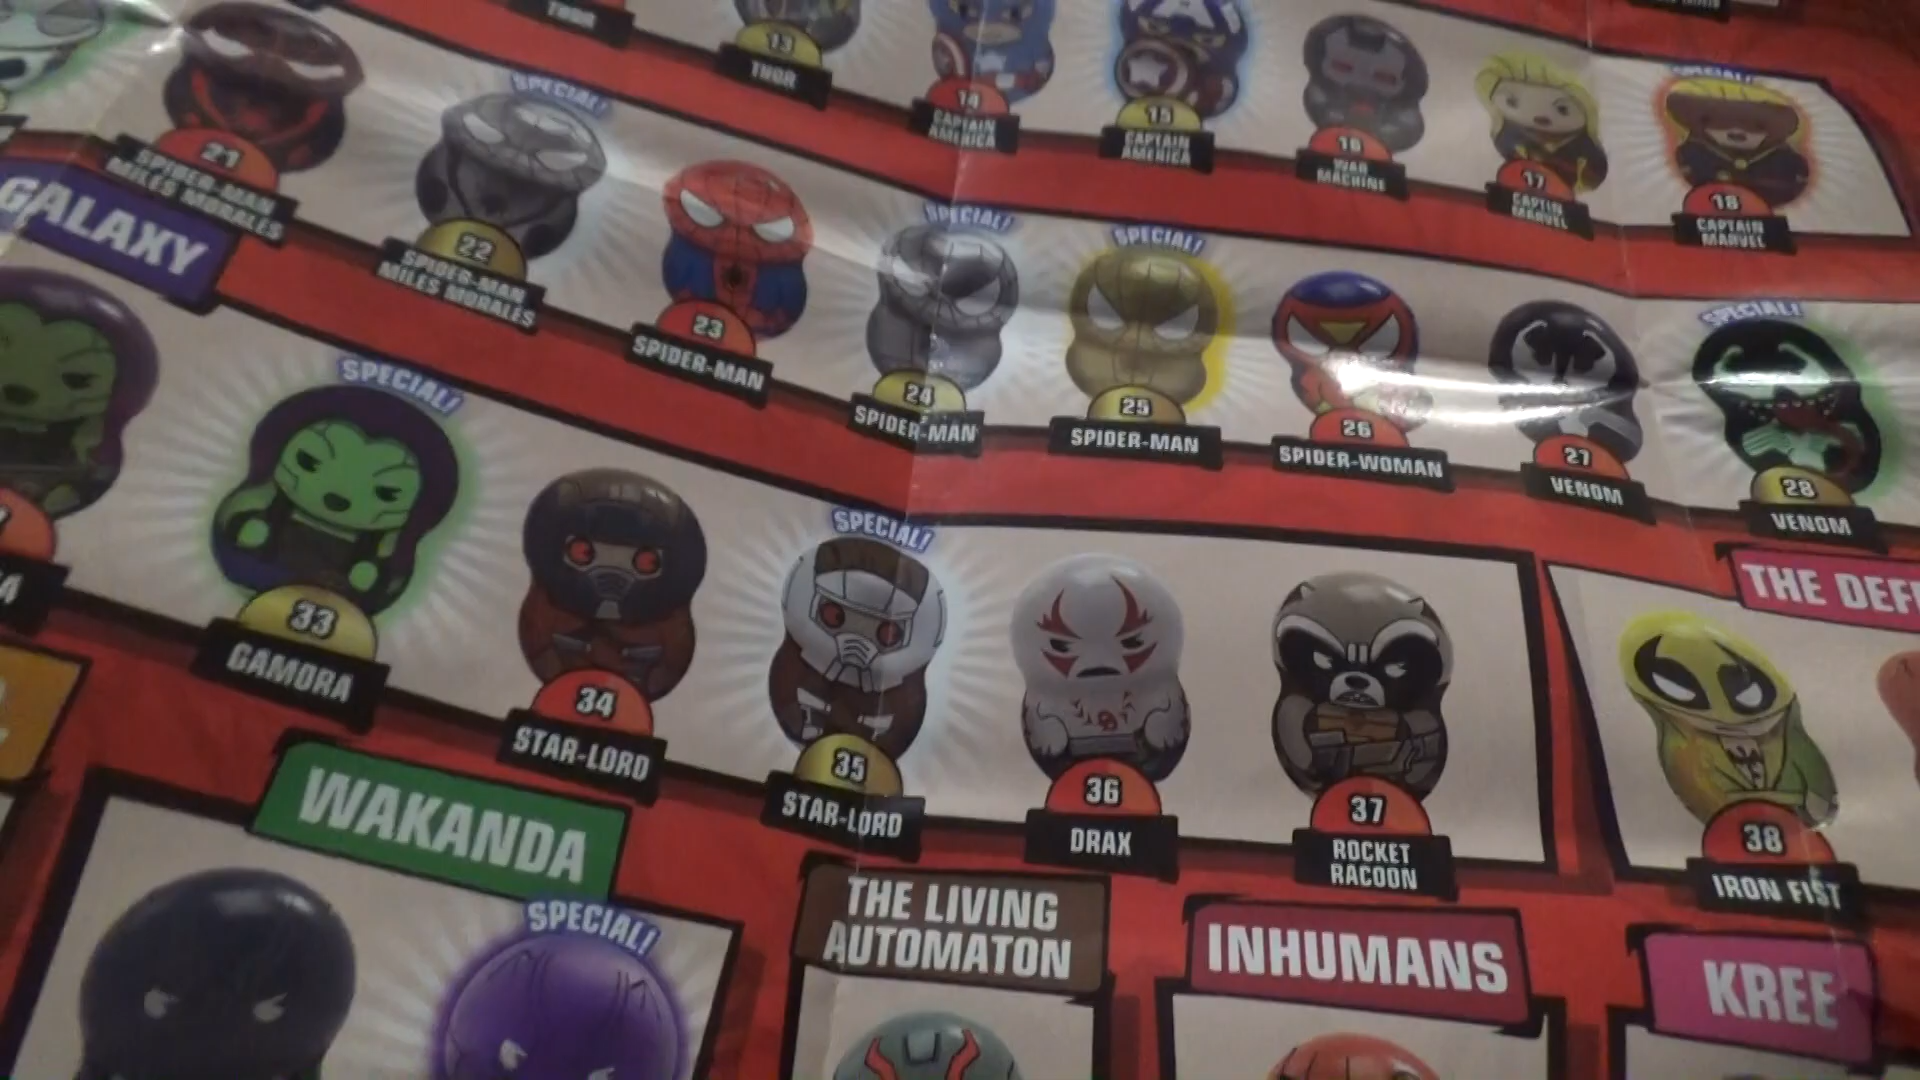 THOR
13
THOR
14
CAPTAIN
AMERICA
15
CAPTAIN
AMERICA
16
WAR
MACHINE
17
CAPTIN
MARVEL
SPECIAL!
18
CAPTAIN
MARVEL
21
SPIDER-MAN
MILES MORALES
SPECIAL!
22
SPIDER-MAN
MILES MORALES
23
SPIDER-MAN
SPECIAL!
24
SPIDER-MAN
SPECIAL!
25
SPIDER-MAN
26
SPIDER-WOMAN
27
VENOM
SPECIAL!
28
VENOM
GALAXY
SPECIAL!
33
GAMORA
34
STAR-LORD
SPECIAL!
35
STAR-LORD
36
DRAX
37
ROCKET
RACOON
THE DEF
38
IRON FIST
WAKANDA
SPECIAL!
THE LIVING
AUTOMATON
INHUMANS
KREE